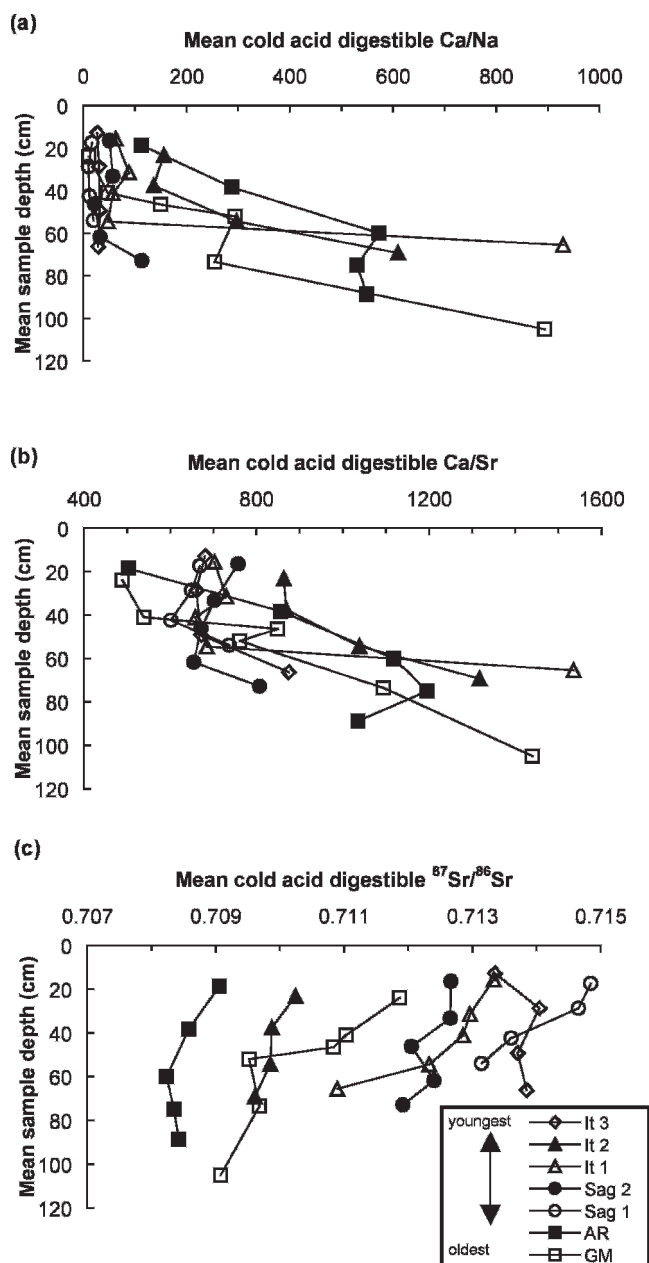 (a)
Mean cold acid digestible Ca/Na
0 200 400 600 800 1000
Mean sample depth (cm)
0
20
40
60
80
100
120
(b)
Mean cold acid digestible Ca/Sr
400 800 1200 1600
Mean sample depth (cm)
0
20
40
60
80
100
120
(c)
Mean cold acid digestible ⁸⁷Sr/⁸⁶Sr
0.707 0.709 0.711 0.713 0.715
Mean sample depth (cm)
0
20
40
60
80
100
120
youngest
oldest
It 3
It 2
It 1
Sag 2
Sag 1
AR
GM